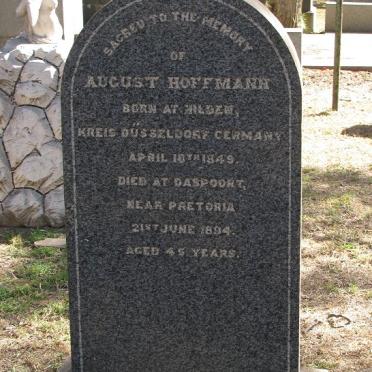 SACRED TO THE MEMORY
OF
AUGUST HOFFMANN
BORN AT HILDEN,
KREIS DÜSSELDORF GERMANY
APRIL 10TH 1849.
DIED AT DASPOORT,
NEAR PRETORIA
21ST JUNE 1894.
AGED 45 YEARS.